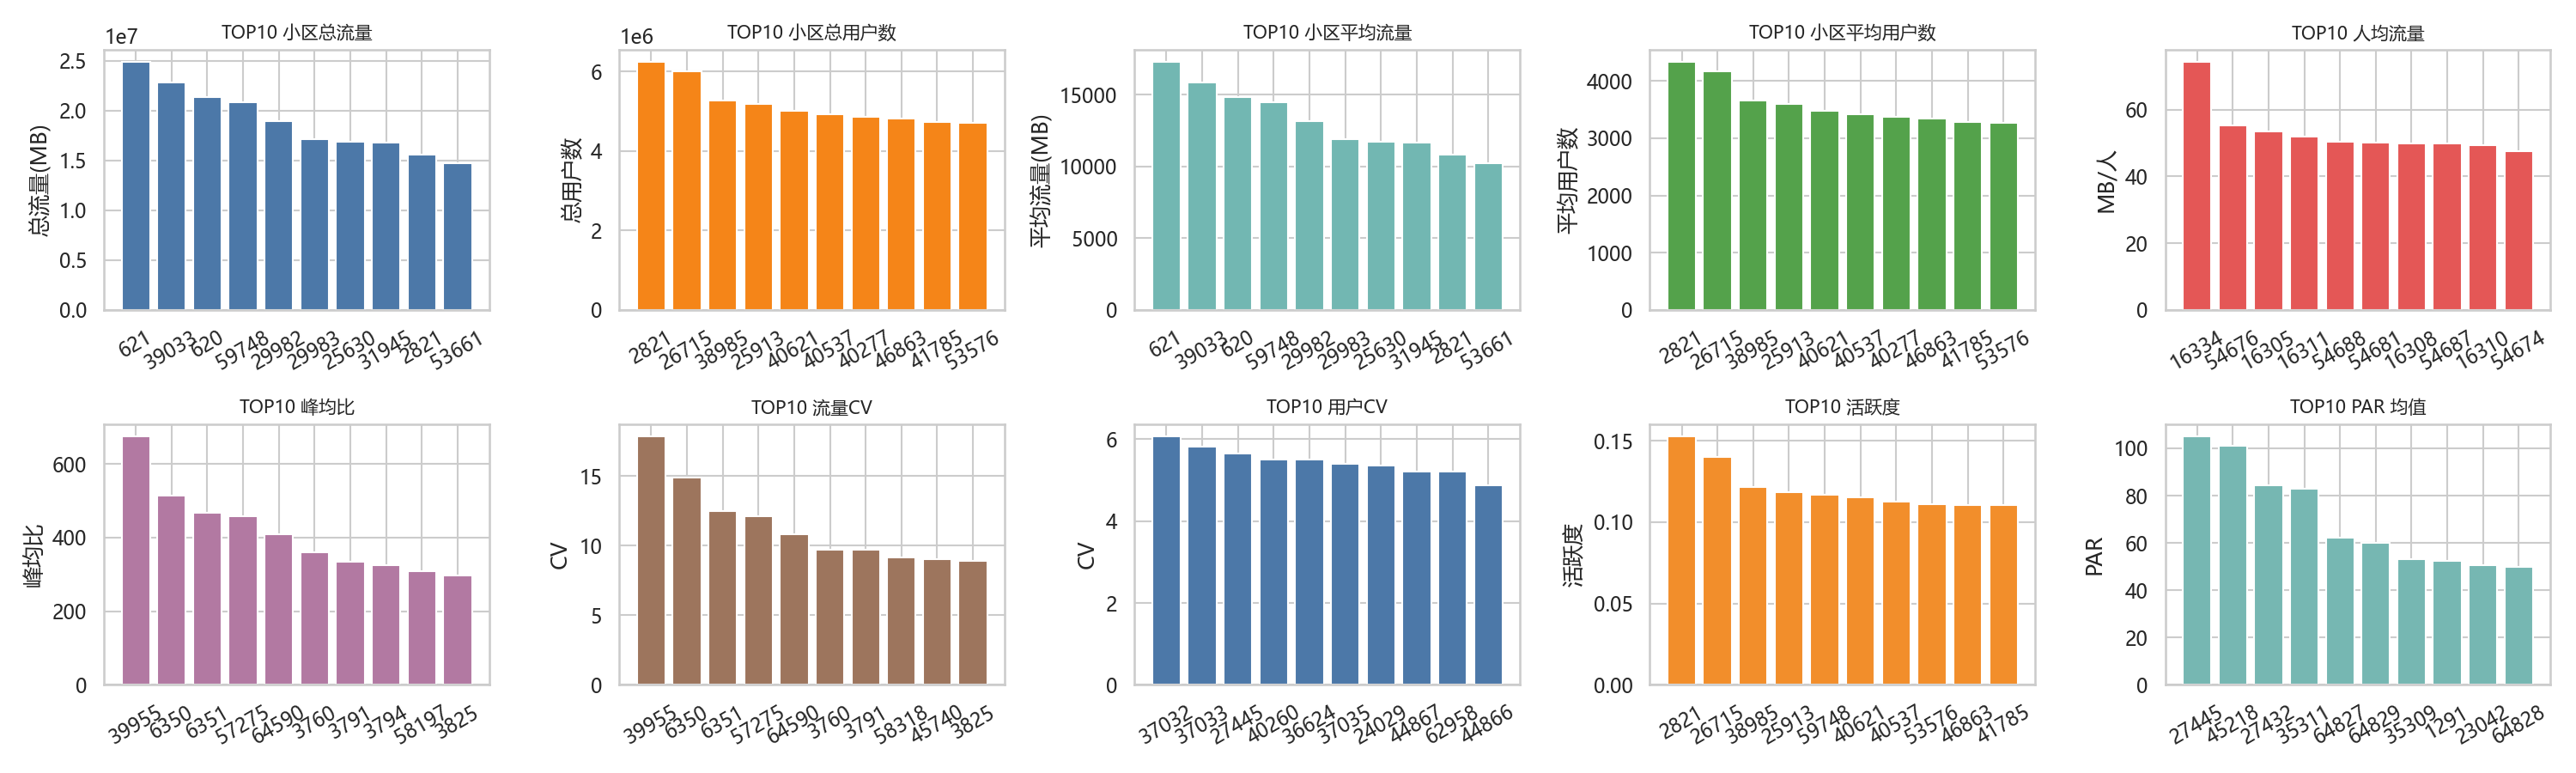 TOP10 小区总流量
1e7
总流量(MB)
2.5
2.0
1.5
1.0
0.5
0.0
621 39033 620 59748 29982 29983 25630 31945 2821 53661
TOP10 小区总用户数
1e6
总用户数
6
4
2
0
2821 26715 38985 25913 40621 40537 40277 46863 41785 53576
TOP10 小区平均流量
平均流量(MB)
15000
10000
5000
0
621 39033 620 59748 29982 29983 25630 31945 2821 53661
TOP10 小区平均用户数
平均用户数
4000
3000
2000
1000
0
2821 26715 38985 25913 40621 40537 40277 46863 41785 53576
TOP10 人均流量
MB/人
60
40
20
0
16334 54676 16305 16311 54688 54681 16308 54687 16310 54674
TOP10 峰均比
峰均比
600
400
200
0
39955 6350 6351 57275 64590 3760 3791 3794 58197 3825
TOP10 流量CV
CV
15
10
5
0
39955 6350 6351 57275 64590 3760 3791 58318 45740 3825
TOP10 用户CV
CV
6
4
2
0
37032 37033 27445 40260 36624 37035 24029 44867 62958 44866
TOP10 活跃度
活跃度
0.15
0.10
0.05
0.00
2821 26715 38985 25913 59748 40621 40537 53576 46863 41785
TOP10 PAR 均值
PAR
100
80
60
40
20
0
27445 45218 27432 35311 64827 64829 35309 1291 23042 64828